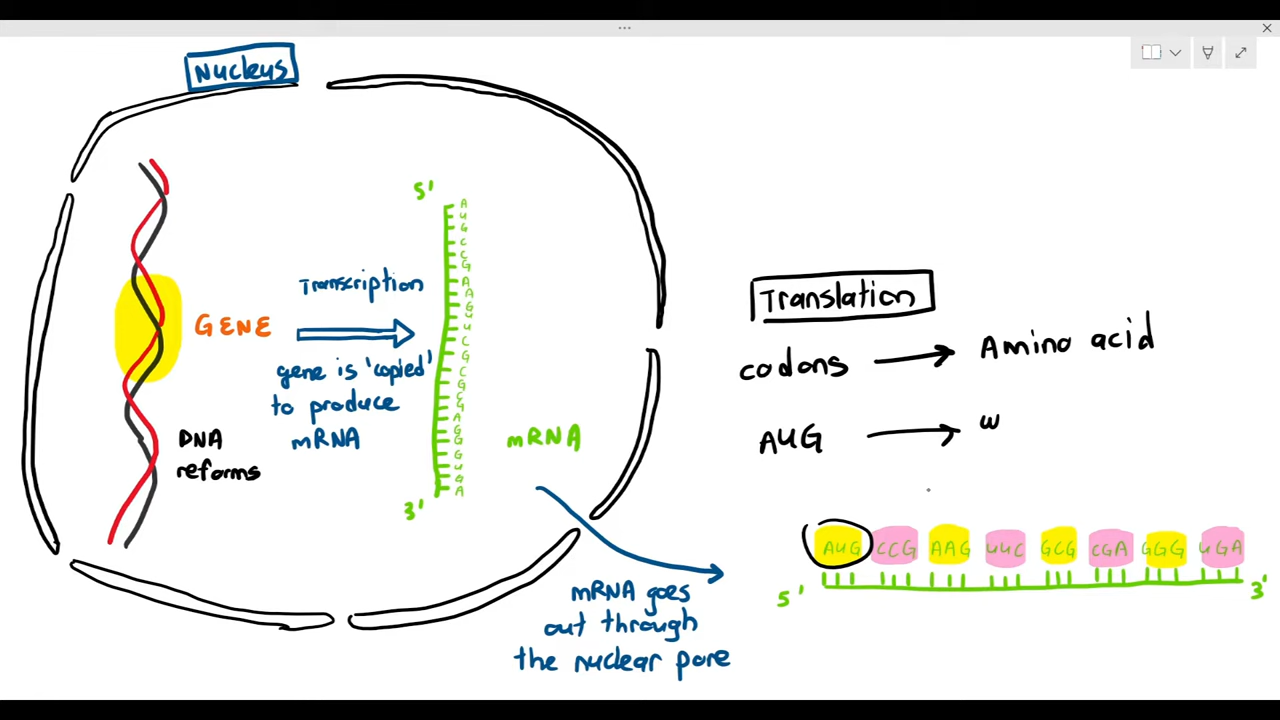 Nucleus
5'
A U G C C G A A G U C G C G C G A G G U G A
3'
GENE
Transcription
gene is 'copied'
to produce
mRNA
DNA
reforms
mRNA
mRNA goes
out through
the nuclear pore
Translation
codons → Amino acid
AUG →
AUG CCG AAG UUC GCG CGA GGG UGA
5' 3'